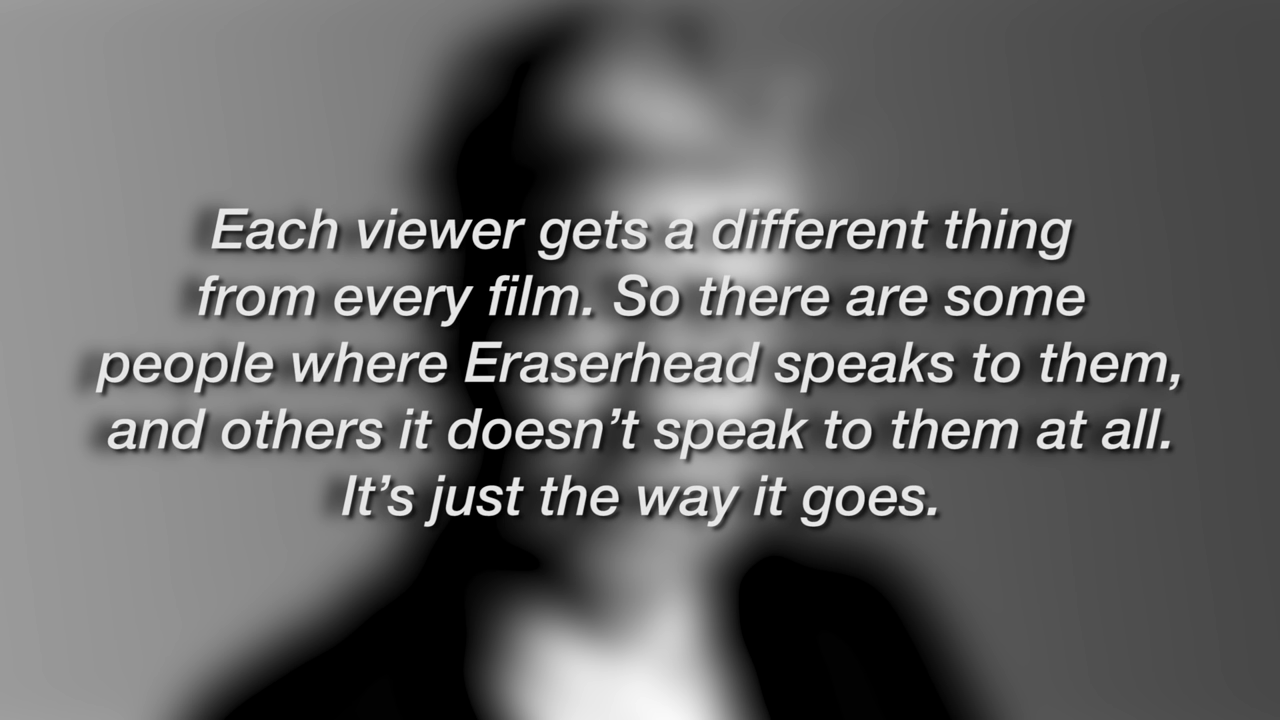 Each viewer gets a different thing
from every film. So there are some
people where Eraserhead speaks to them,
and others it doesn’t speak to them at all.
It’s just the way it goes.